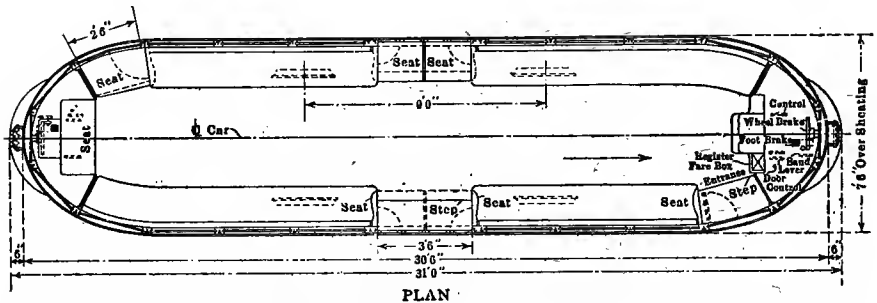 2'6"
Seat
Seat Seat
9'0"
Control
Wheel Brake
Foot Brake
Seat
℄ Car
Register
Fare Box
Sand
Lever
Door
Control
Entrance
Step
7'6" Over Sheating
Seat
Step
Seat
Seat
3'6"
6"
30'6"
6"
31'0"
PLAN